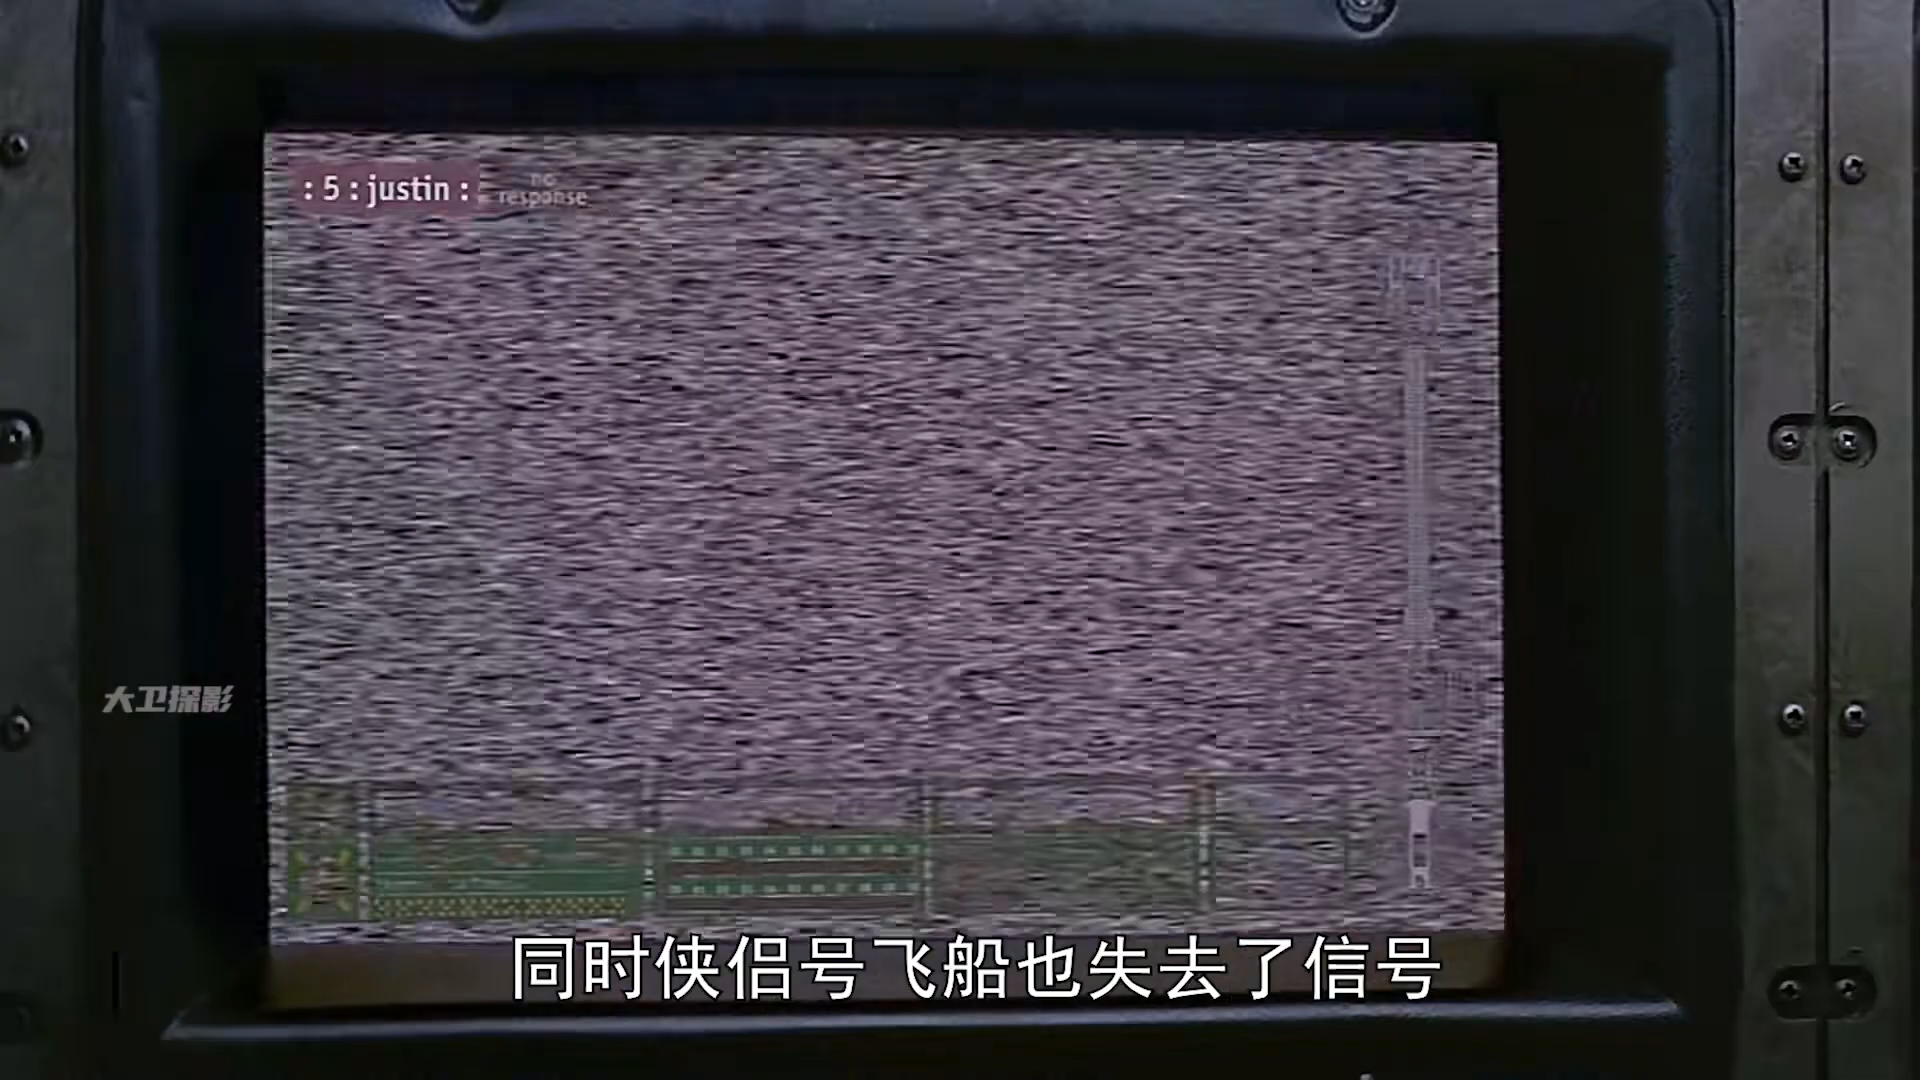 : 5 : justin :
no
response
大卫探影
同时侠侣号飞船也失去了信号